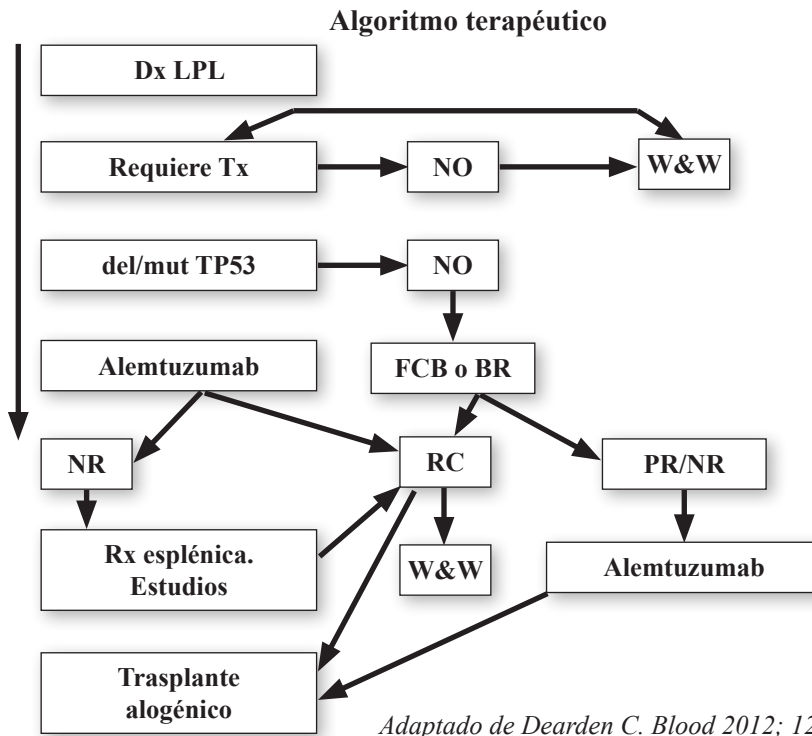 Algoritmo terapéutico
Dx LPL
Requiere Tx
NO
W&W
del/mut TP53
NO
Alemtuzumab
FCB o BR
NR
RC
PR/NR
Rx esplénica.
Estudios
W&W
Alemtuzumab
Trasplante
alogénico
Adaptado de Dearden C. Blood 2012; 12